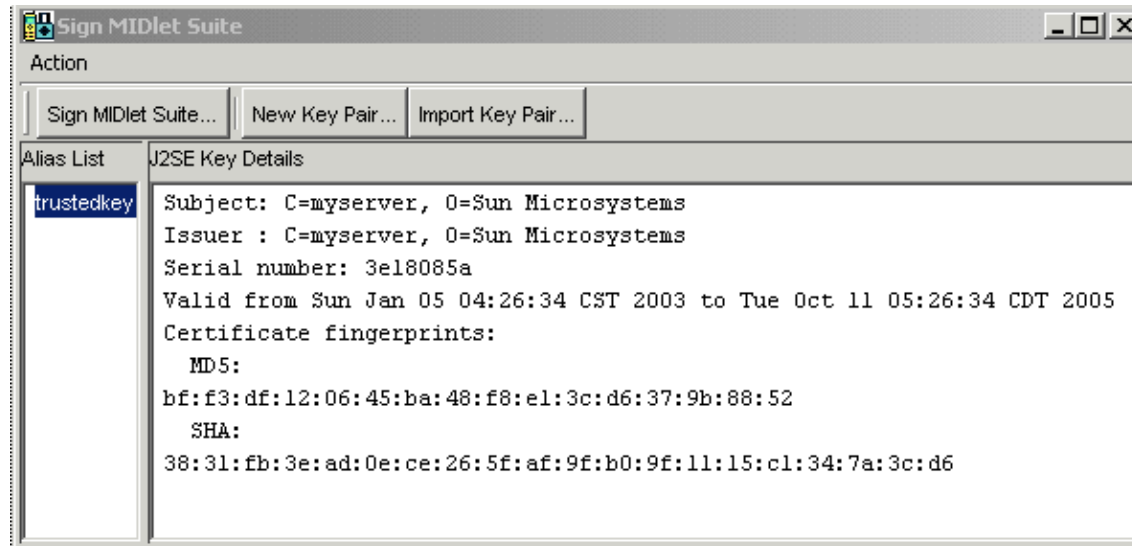 Sign MIDlet Suite
Action
Sign MIDlet Suite... New Key Pair... Import Key Pair...
Alias List J2SE Key Details
trustedkey
Subject: C=myserver, O=Sun Microsystems
Issuer : C=myserver, O=Sun Microsystems
Serial number: 3e18085a
Valid from Sun Jan 05 04:26:34 CST 2003 to Tue Oct 11 05:26:34 CDT 2005
Certificate fingerprints:
MD5:
bf:f3:df:12:06:45:ba:48:f8:e1:3c:d6:37:9b:88:52
SHA:
38:31:fb:3e:ad:0e:ce:26:5f:af:9f:b0:9f:11:15:c1:34:7a:3c:d6